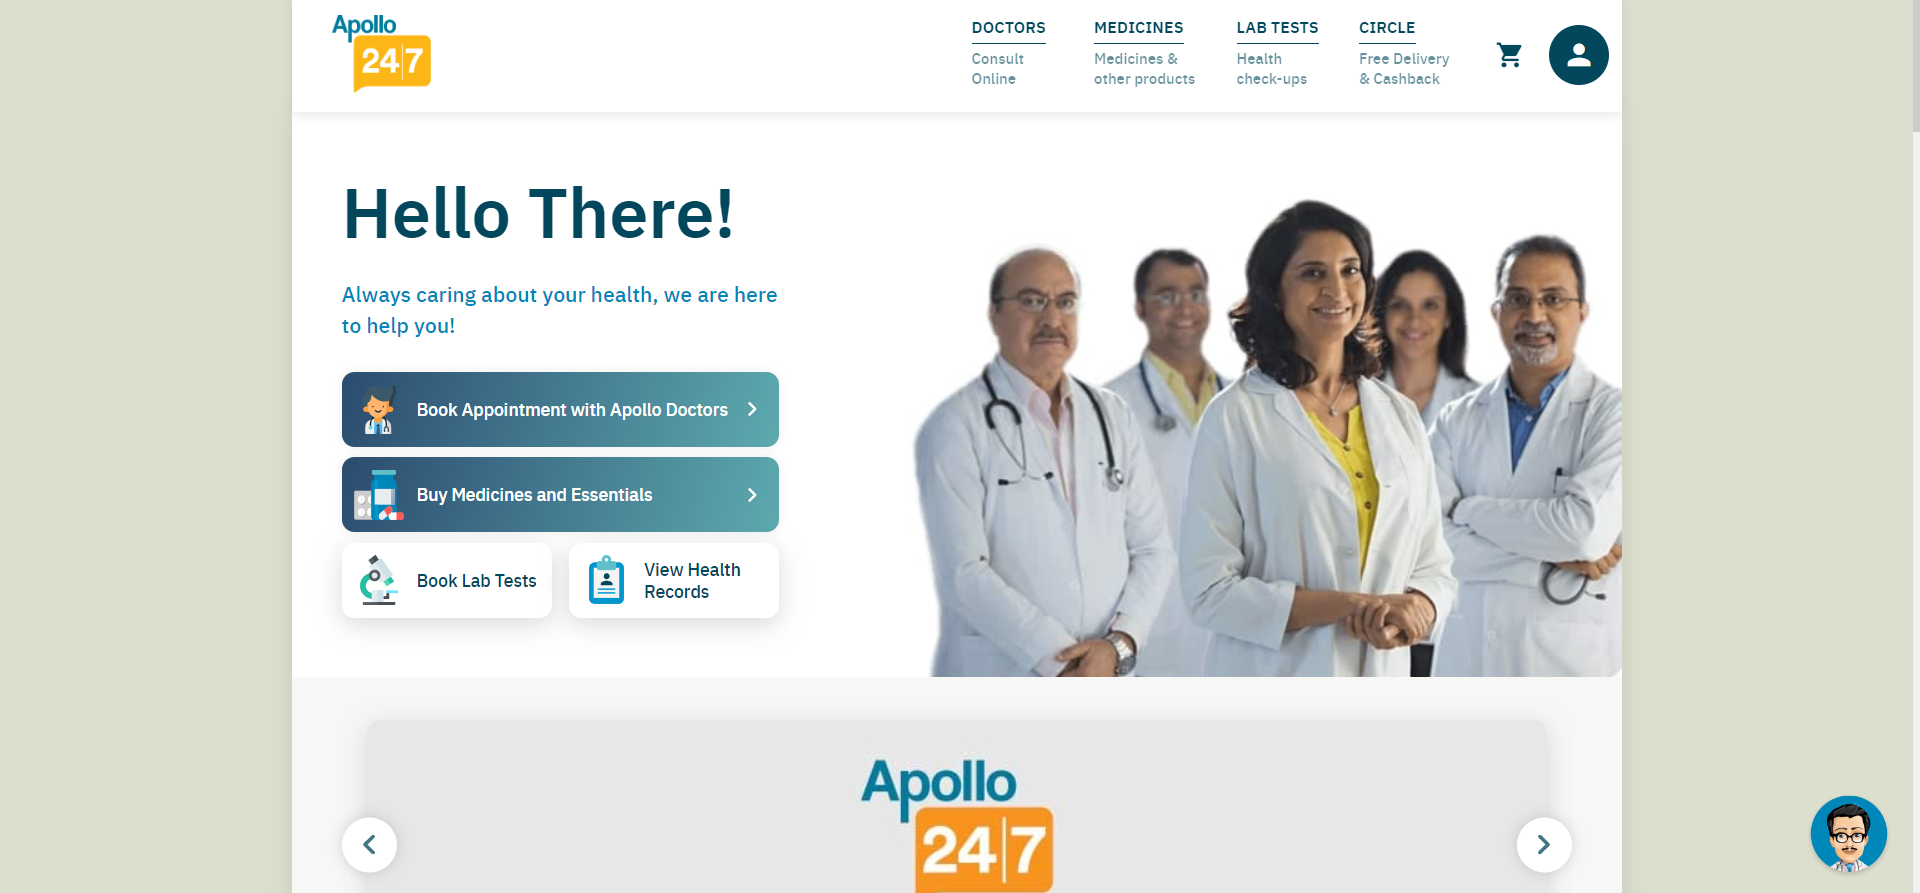 Apollo
24|7
DOCTORS
Consult
Online
MEDICINES
Medicines &
other products
LAB TESTS
Health
check-ups
CIRCLE
Free Delivery
& Cashback
Hello There!
Always caring about your health, we are here
to help you!
Book Appointment with Apollo Doctors
Buy Medicines and Essentials
Book Lab Tests
View Health
Records
Apollo
24|7